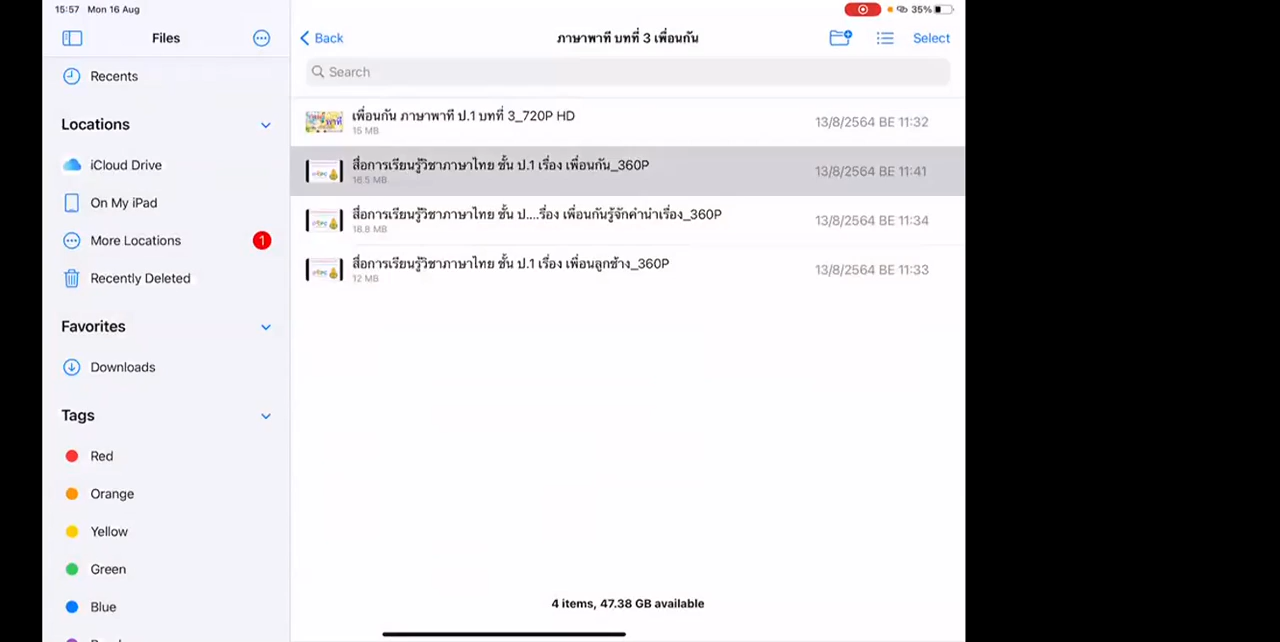 15:57 Mon 16 Aug
35%
Files
Back
ภาษาพาที บทที่ 3 เพื่อนกัน
Select
Search
Recents
Locations
iCloud Drive
On My iPad
More Locations
1
Recently Deleted
Favorites
Downloads
Tags
Red
Orange
Yellow
Green
Blue
เพื่อนกัน ภาษาพาที ป.1 บทที่ 3_720P HD
15 MB
13/8/2564 BE 11:32
สื่อการเรียนรู้วิชาภาษาไทย ชั้น ป.1 เรื่อง เพื่อนกัน_360P
16.5 MB
13/8/2564 BE 11:41
สื่อการเรียนรู้วิชาภาษาไทย ชั้น ป....รื่อง เพื่อนกันรู้จักคำนำเรื่อง_360P
18.8 MB
13/8/2564 BE 11:34
สื่อการเรียนรู้วิชาภาษาไทย ชั้น ป.1 เรื่อง เพื่อนลูกช้าง_360P
12 MB
13/8/2564 BE 11:33
4 items, 47.38 GB available